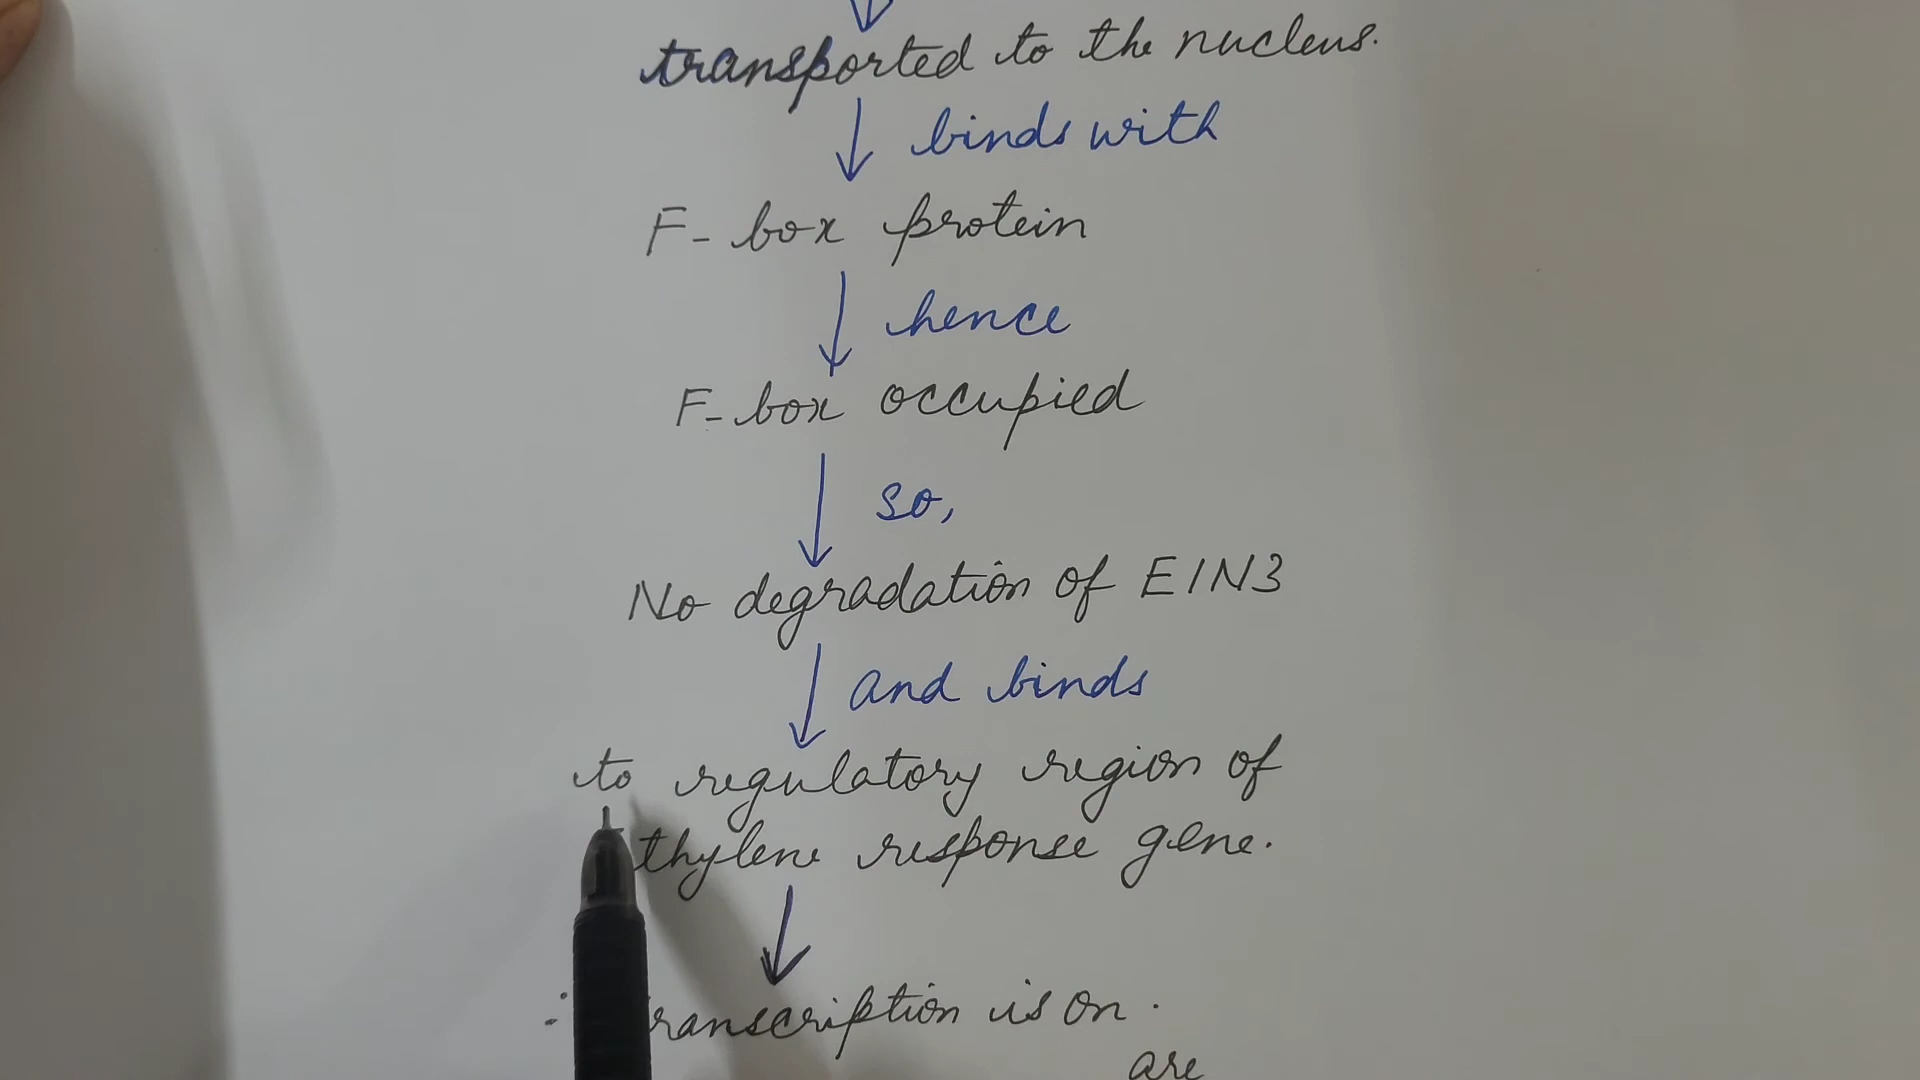 transported to the nucleus.
binds with
F-box protein
hence
F-box occupied
so,
No degradation of EIN3
and binds
to regulatory region of
thylene response gene.
∴ ranscription is on.
are